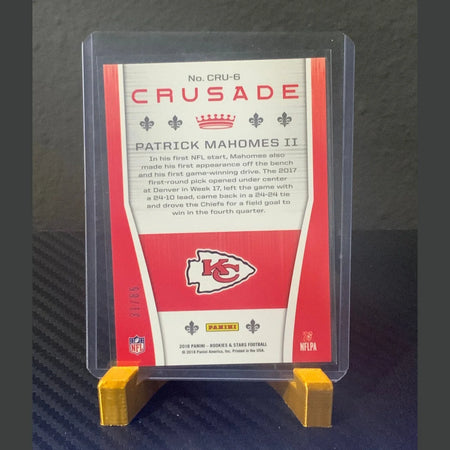 No. CRU-6
CRUSADE
PATRICK MAHOMES II
In his first NFL start, Mahomes also
made his first appearance off the bench
and his first game-winning drive. The 2017
first-round pick opened under center
at Denver in Week 17, left the game with
a 24-10 lead, came back in a 24-24 tie
and drove the Chiefs for a field goal to
win in the fourth quarter.
KC
PANINI
NFL
NFLPA
2018 PANINI - ROOKIES & STARS FOOTBALL
© 2018 Panini America, Inc. Printed in the USA.